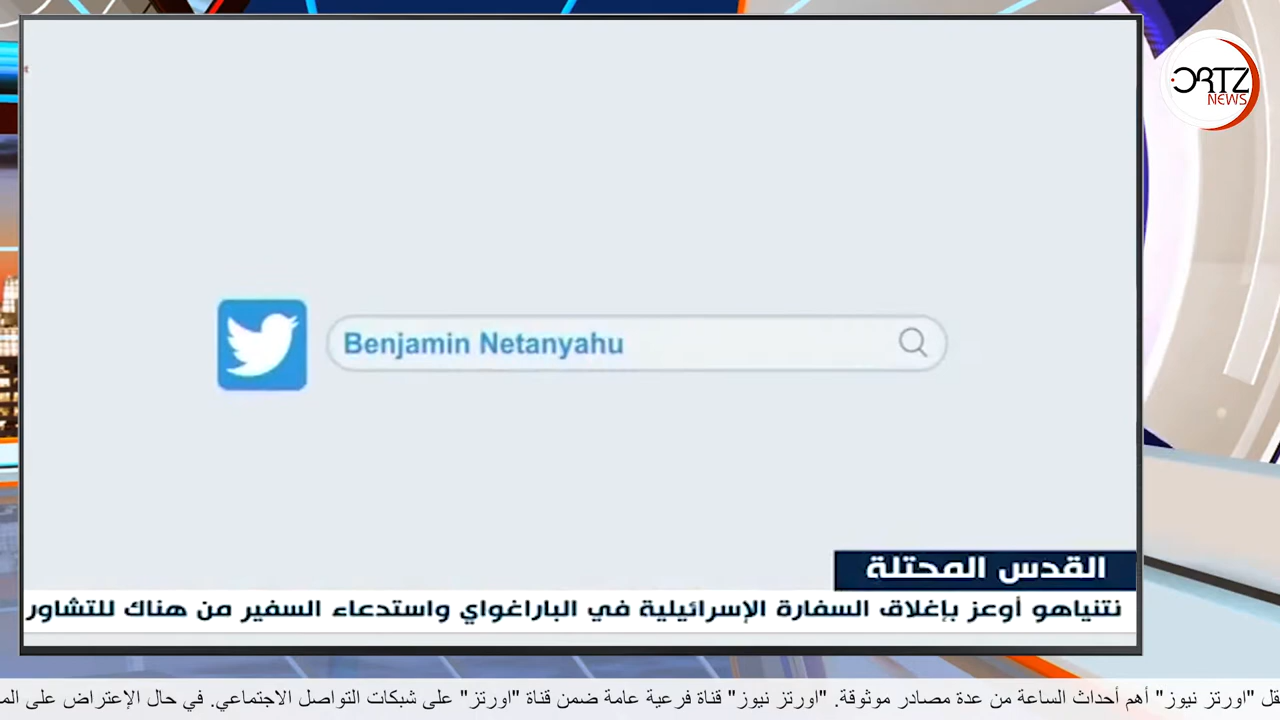 ORTZ
NEWS
Benjamin Netanyahu
القدس المحتلة
نتنياهو أوعز بإغلاق السفارة الإسرائيلية في الباراغواي واستدعاء السفير من هناك للتشاور
"اورتز نيوز" أهم أحداث الساعة من عدة مصادر موثوقة. "اورتز نيوز" قناة فرعية عامة ضمن قناة "اورتز" على شبكات التواصل الاجتماعي. في حال الإعتراض على